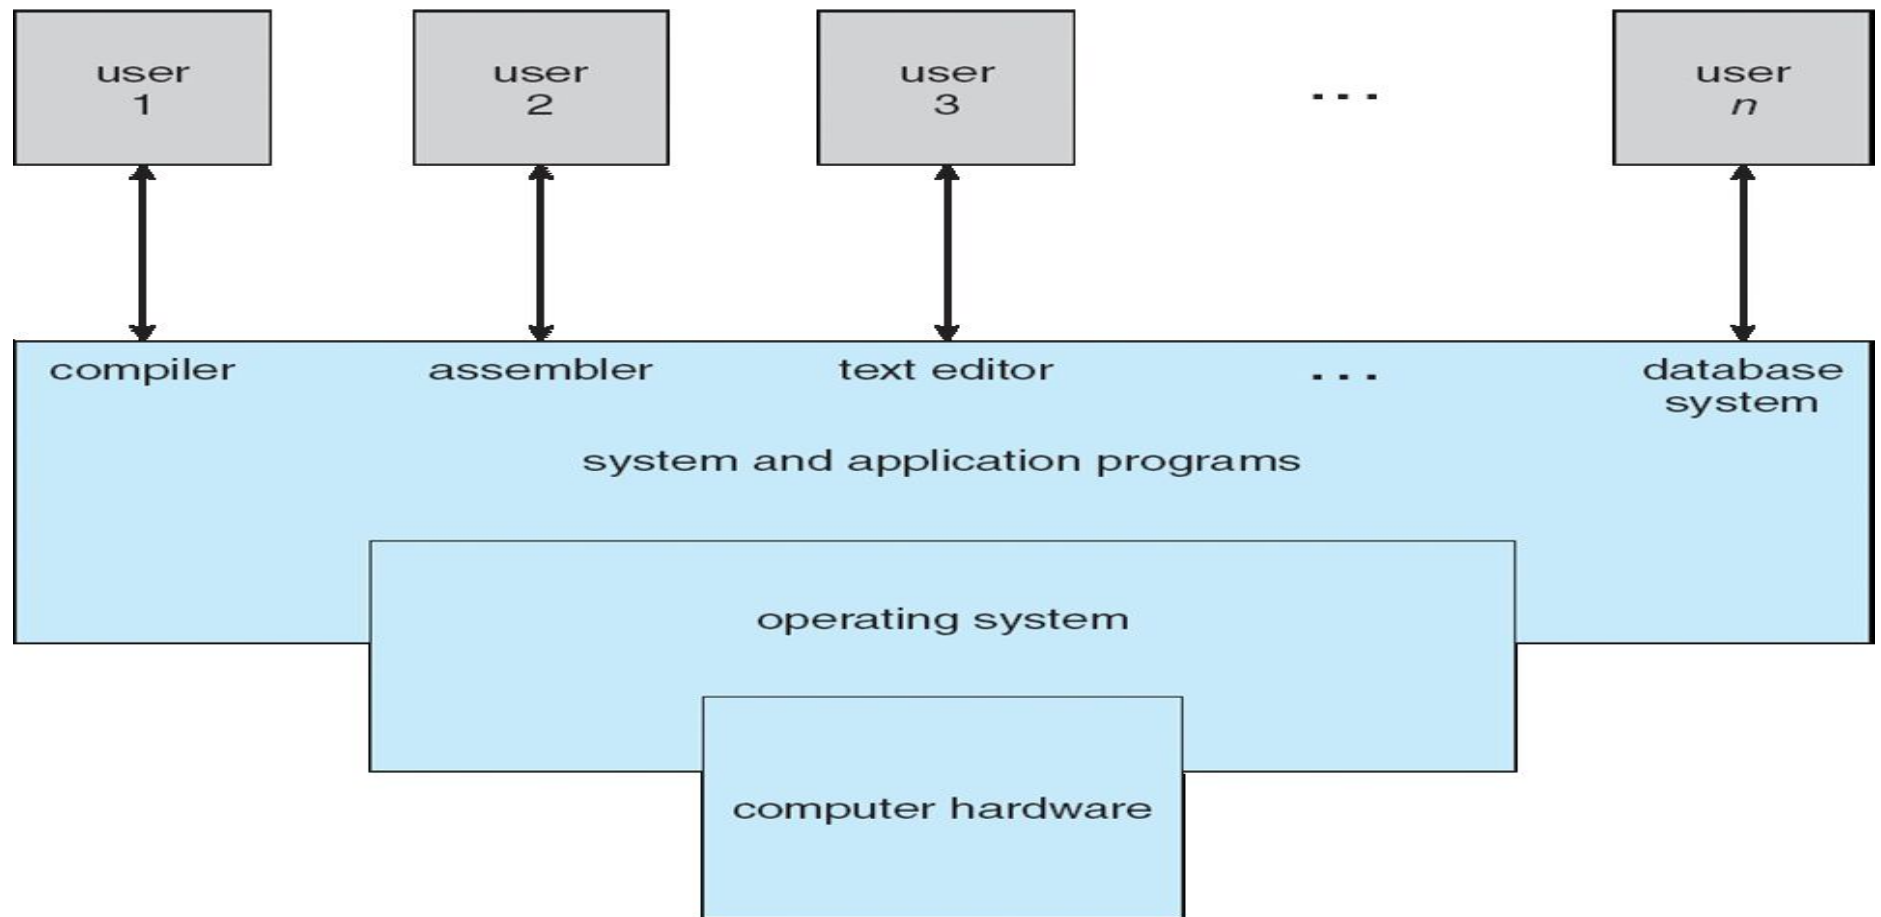 user
1
user
2
user
3
. . .
user
n
compiler
assembler
text editor
. . .
database
system
system and application programs
operating system
computer hardware